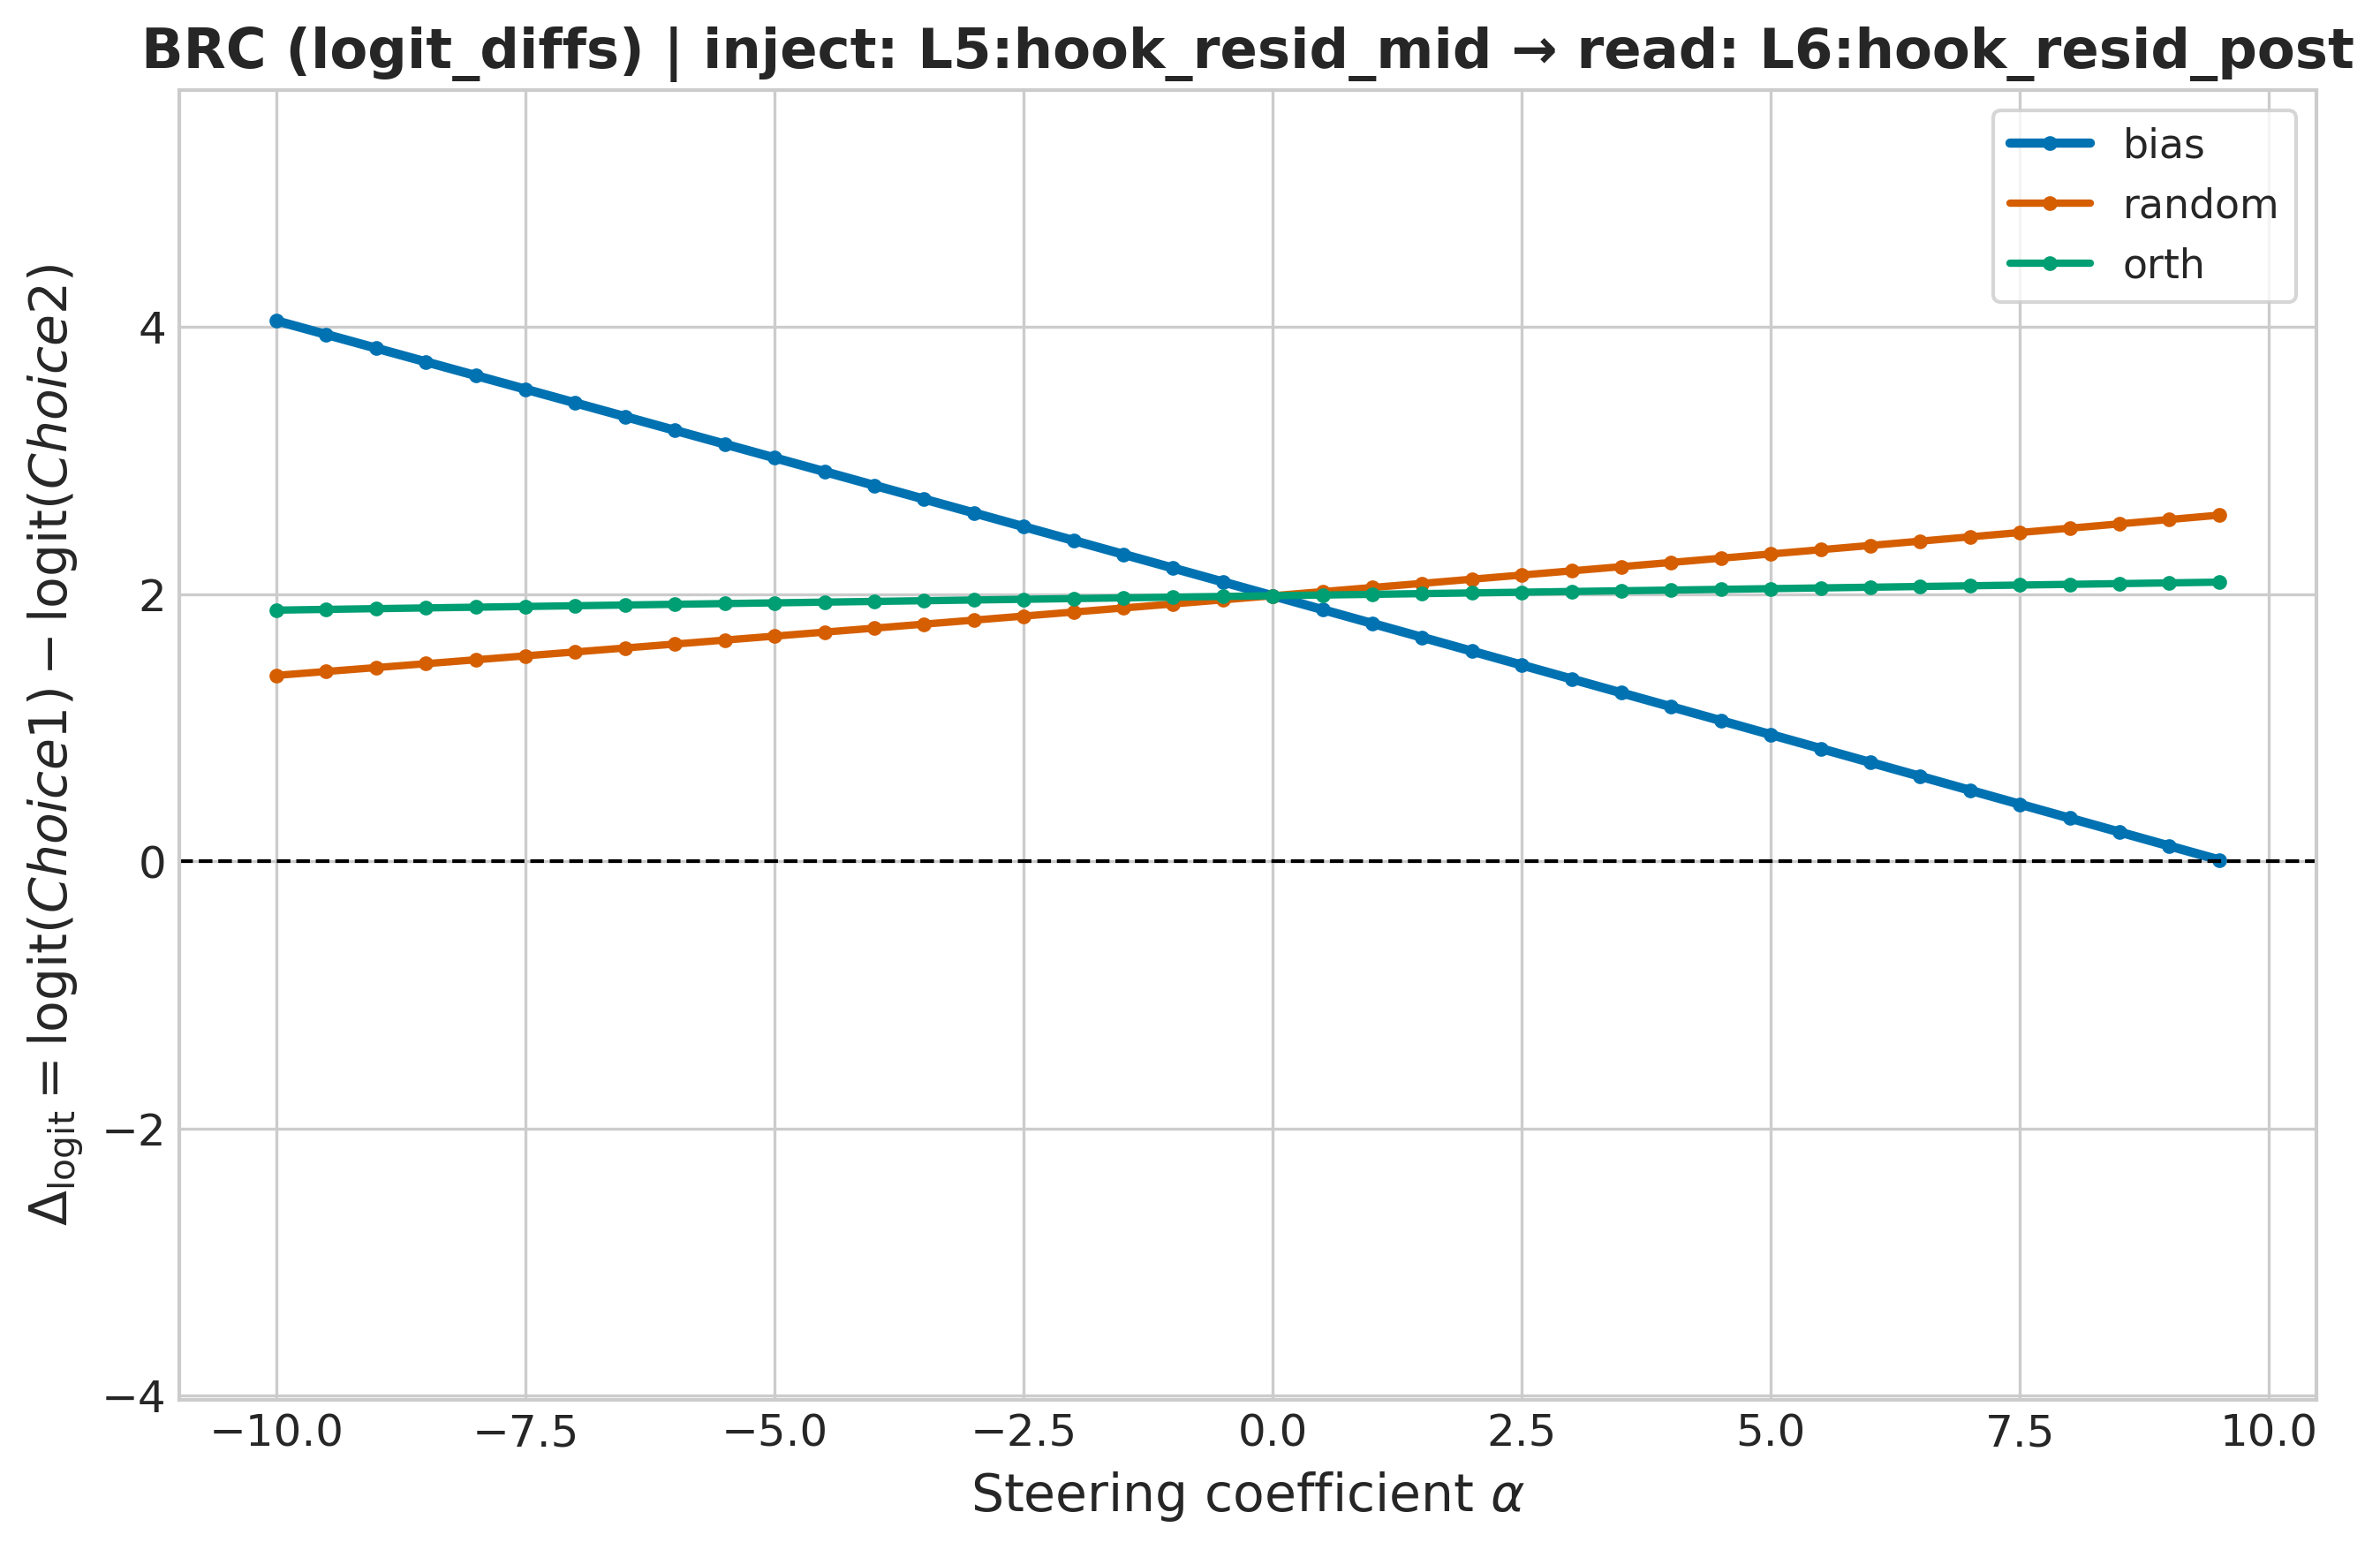 BRC (logit_diffs) | inject: L5:hook_resid_mid → read: L6:hook_resid_post
bias
random
orth
Δlogit = logit(Choice1) − logit(Choice2)
4
2
0
−2
−4
−10.0 −7.5 −5.0 −2.5 0.0 2.5 5.0 7.5 10.0
Steering coefficient α